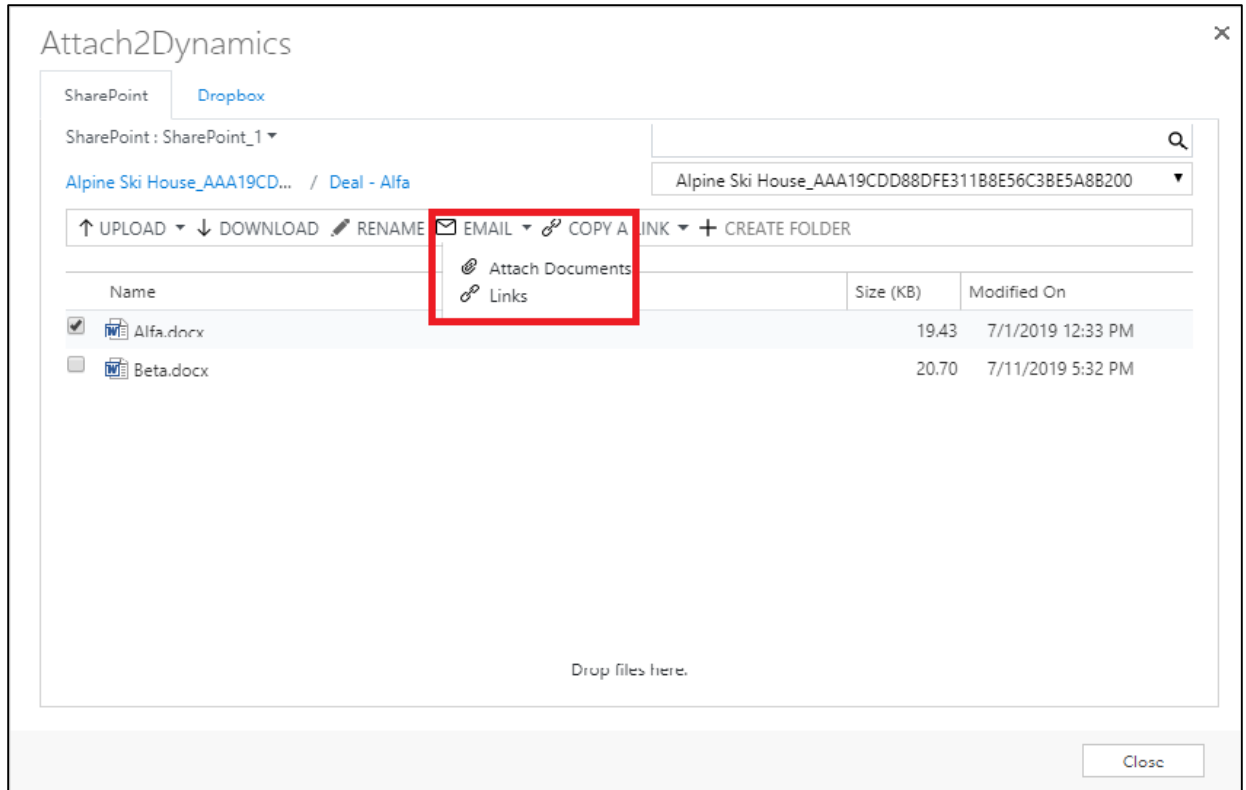 Attach2Dynamics
SharePoint Dropbox
SharePoint : SharePoint_1
Alpine Ski House_AAA19CD... / Deal - Alfa
Alpine Ski House_AAA19CDD88DFE311B8E56C3BE5A8B200
UPLOAD DOWNLOAD RENAME EMAIL COPY A LINK CREATE FOLDER
Attach Documents
Links
Name Size (KB) Modified On
Alfa.docx 19.43 7/1/2019 12:33 PM
Beta.docx 20.70 7/11/2019 5:32 PM
Drop files here.
Close